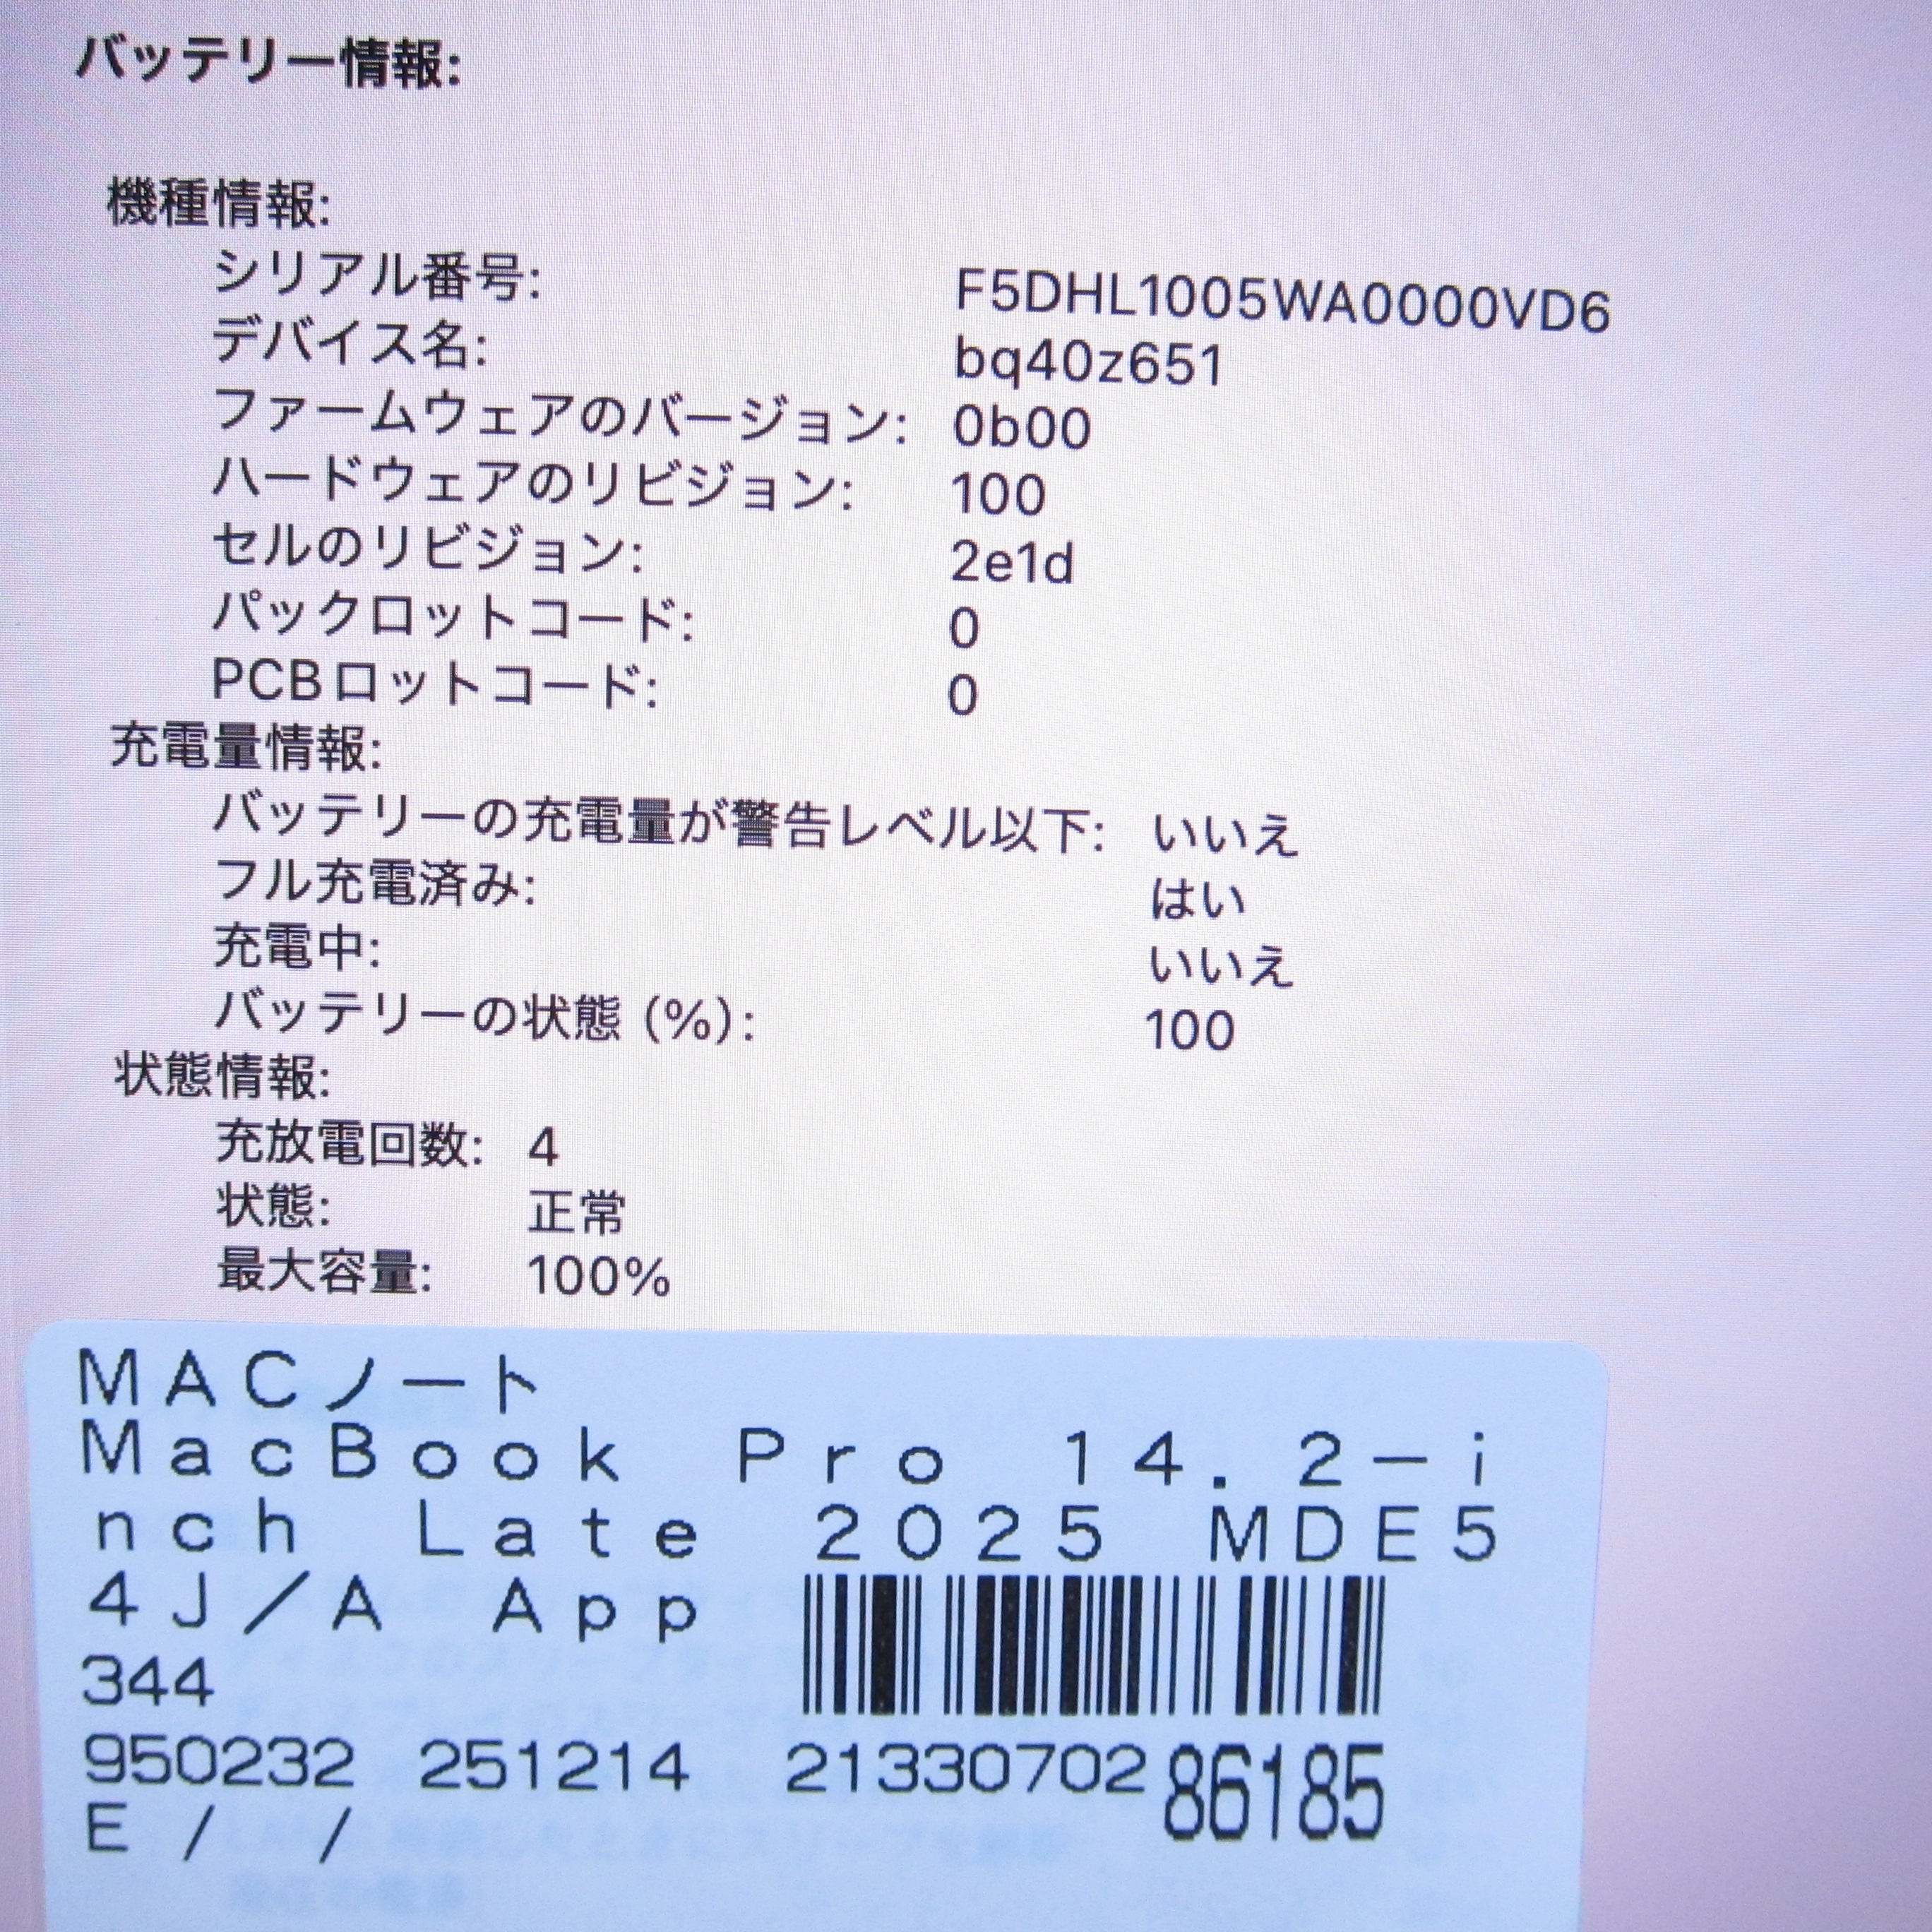 バッテリー情報:
機種情報:
シリアル番号: F5DHL1005WA0000VD6
デバイス名: bq40z651
ファームウェアのバージョン: 0b00
ハードウェアのリビジョン: 100
セルのリビジョン: 2e1d
パックロットコード: 0
PCBロットコード: 0
充電量情報:
バッテリーの充電量が警告レベル以下: いいえ
フル充電済み: はい
充電中: いいえ
バッテリーの状態 (%): 100
状態情報:
充放電回数: 4
状態: 正常
最大容量: 100%
MACノート
MacBook Pro 14.2-i
nch Late 2025 MDE5
4J/A App
344
950232 251214 2133070286185
E / /